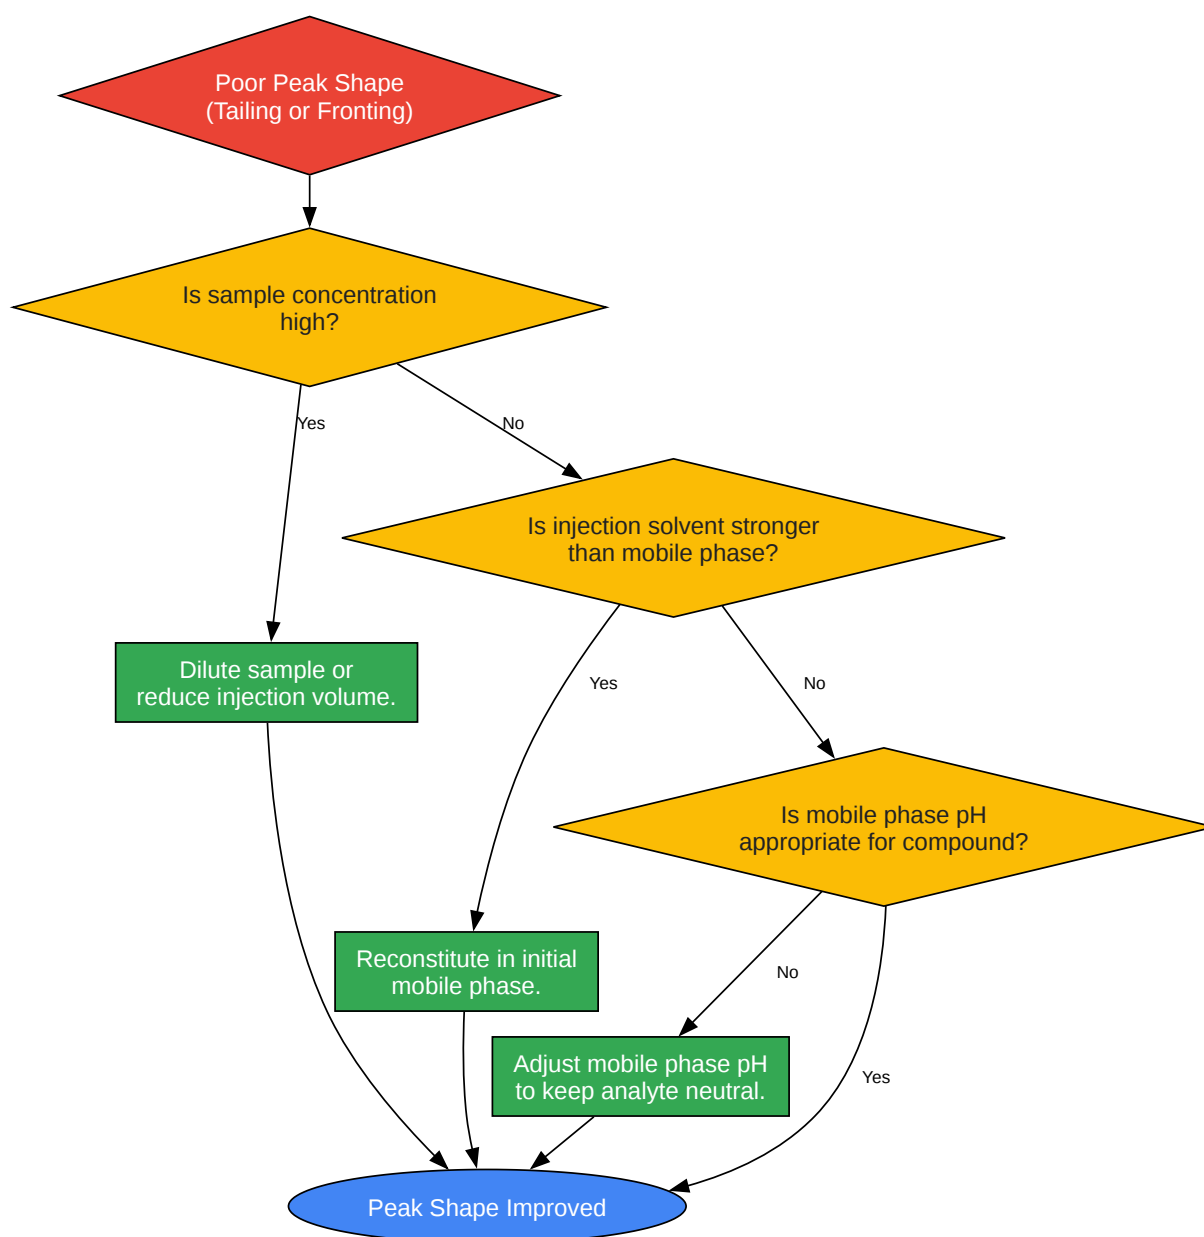 Poor Peak Shape
(Tailing or Fronting)
Is sample concentration
high?
Yes
No
Is injection solvent stronger
than mobile phase?
Dilute sample or
reduce injection volume.
Yes
No
Is mobile phase pH
appropriate for compound?
Reconstitute in initial
mobile phase.
No
Adjust mobile phase pH
to keep analyte neutral.
Yes
Peak Shape Improved